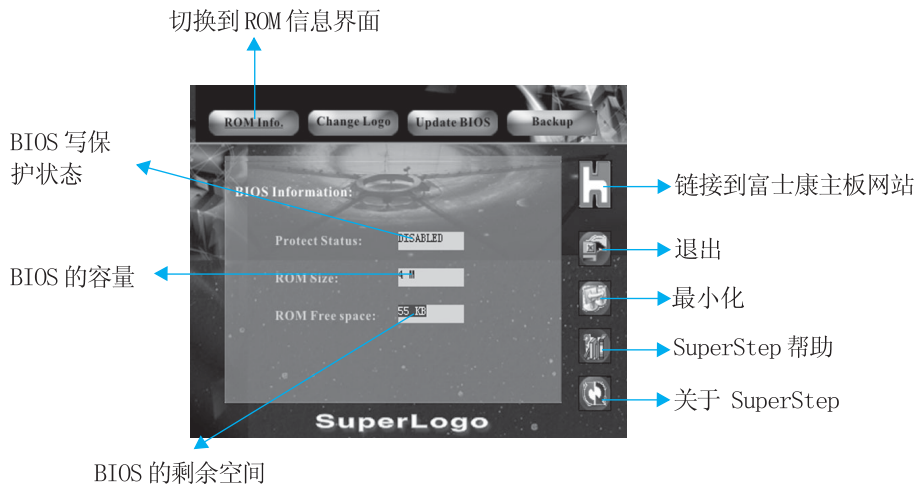 切换到 ROM 信息界面
ROM Info.
Change Logo
Update BIOS
Backup
BIOS 写保
护状态
BIOS Information:
链接到富士康主板网站
Protect Status:
DISABLED
退出
BIOS 的容量
ROM Size:
4 M
最小化
ROM Free space:
55 KB
SuperStep 帮助
关于 SuperStep
SuperLogo
BIOS 的剩余空间